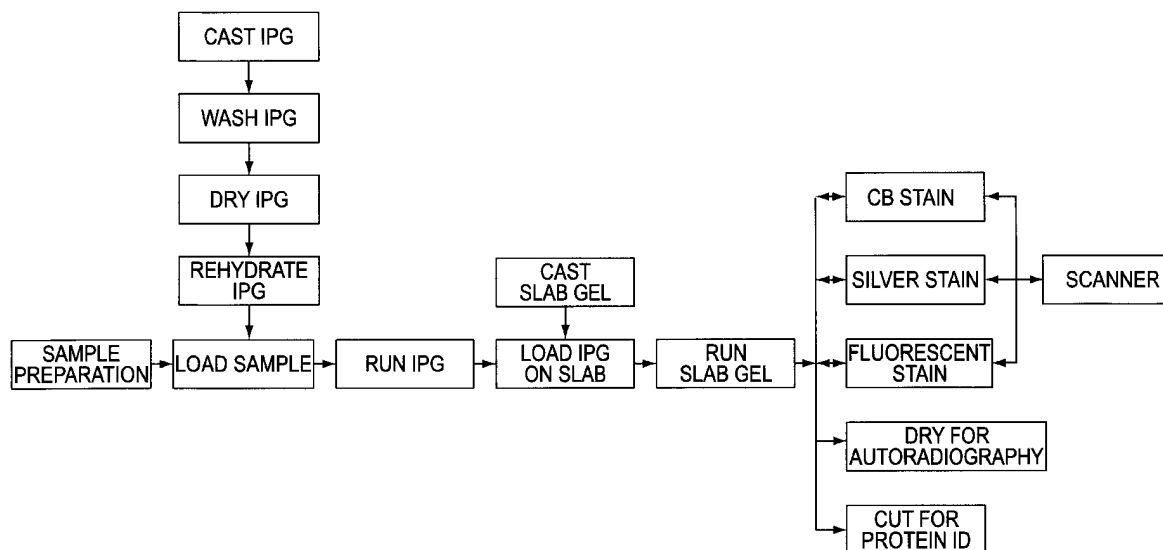 CAST IPG
WASH IPG
DRY IPG
REHYDRATE
IPG
CAST
SLAB GEL
SAMPLE
PREPARATION
LOAD SAMPLE
RUN IPG
LOAD IPG
ON SLAB
RUN
SLAB GEL
CB STAIN
SILVER STAIN
SCANNER
FLUORESCENT
STAIN
DRY FOR
AUTORADIOGRAPHY
CUT FOR
PROTEIN ID